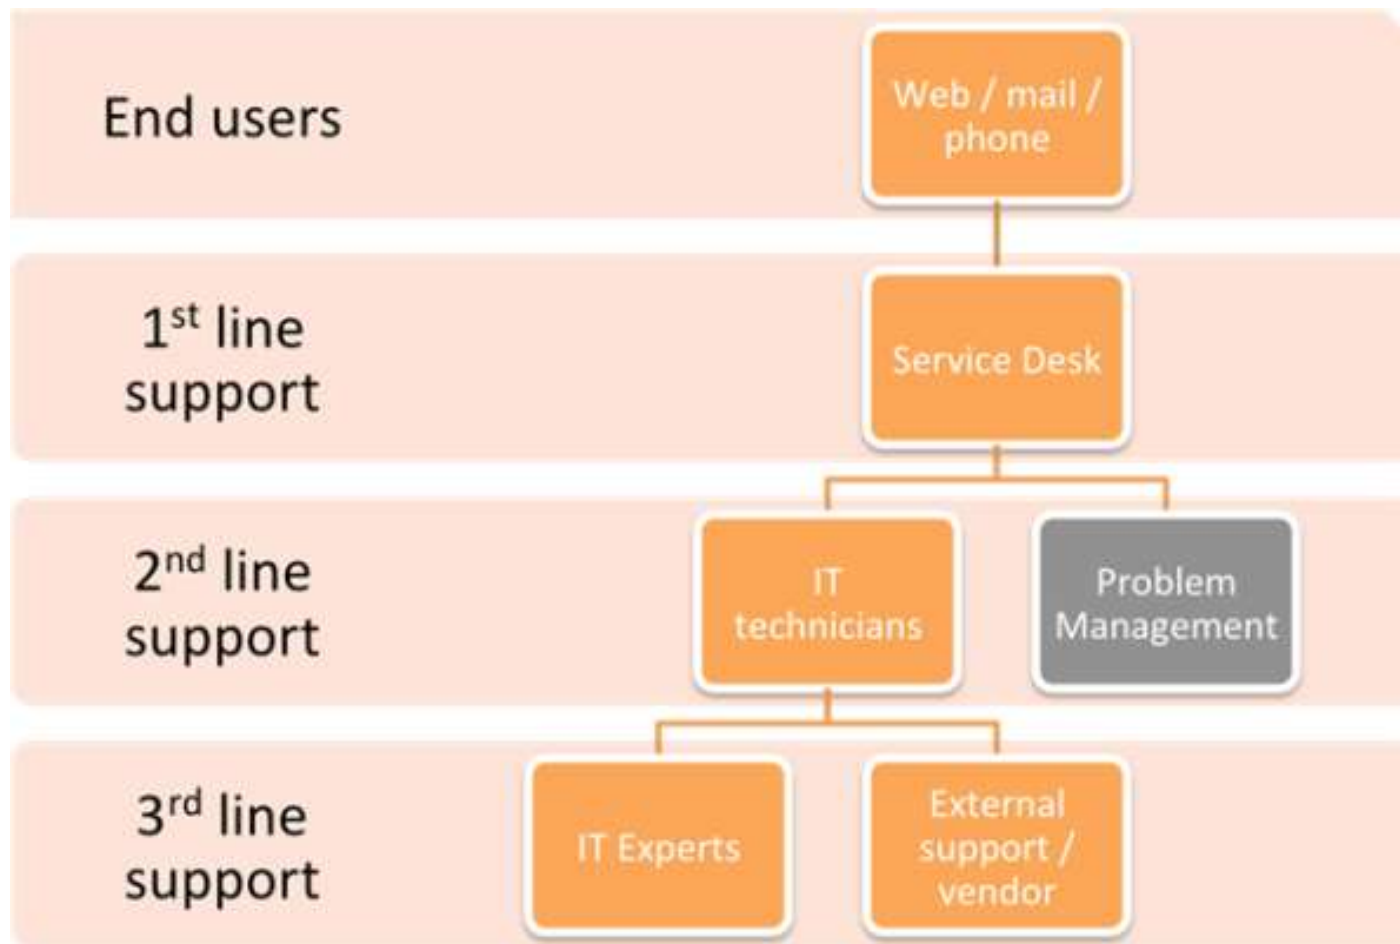 End users
Web / mail /
phone
1st line
support
Service Desk
2nd line
support
IT
technicians
Problem
Management
3rd line
support
IT Experts
External
support /
vendor